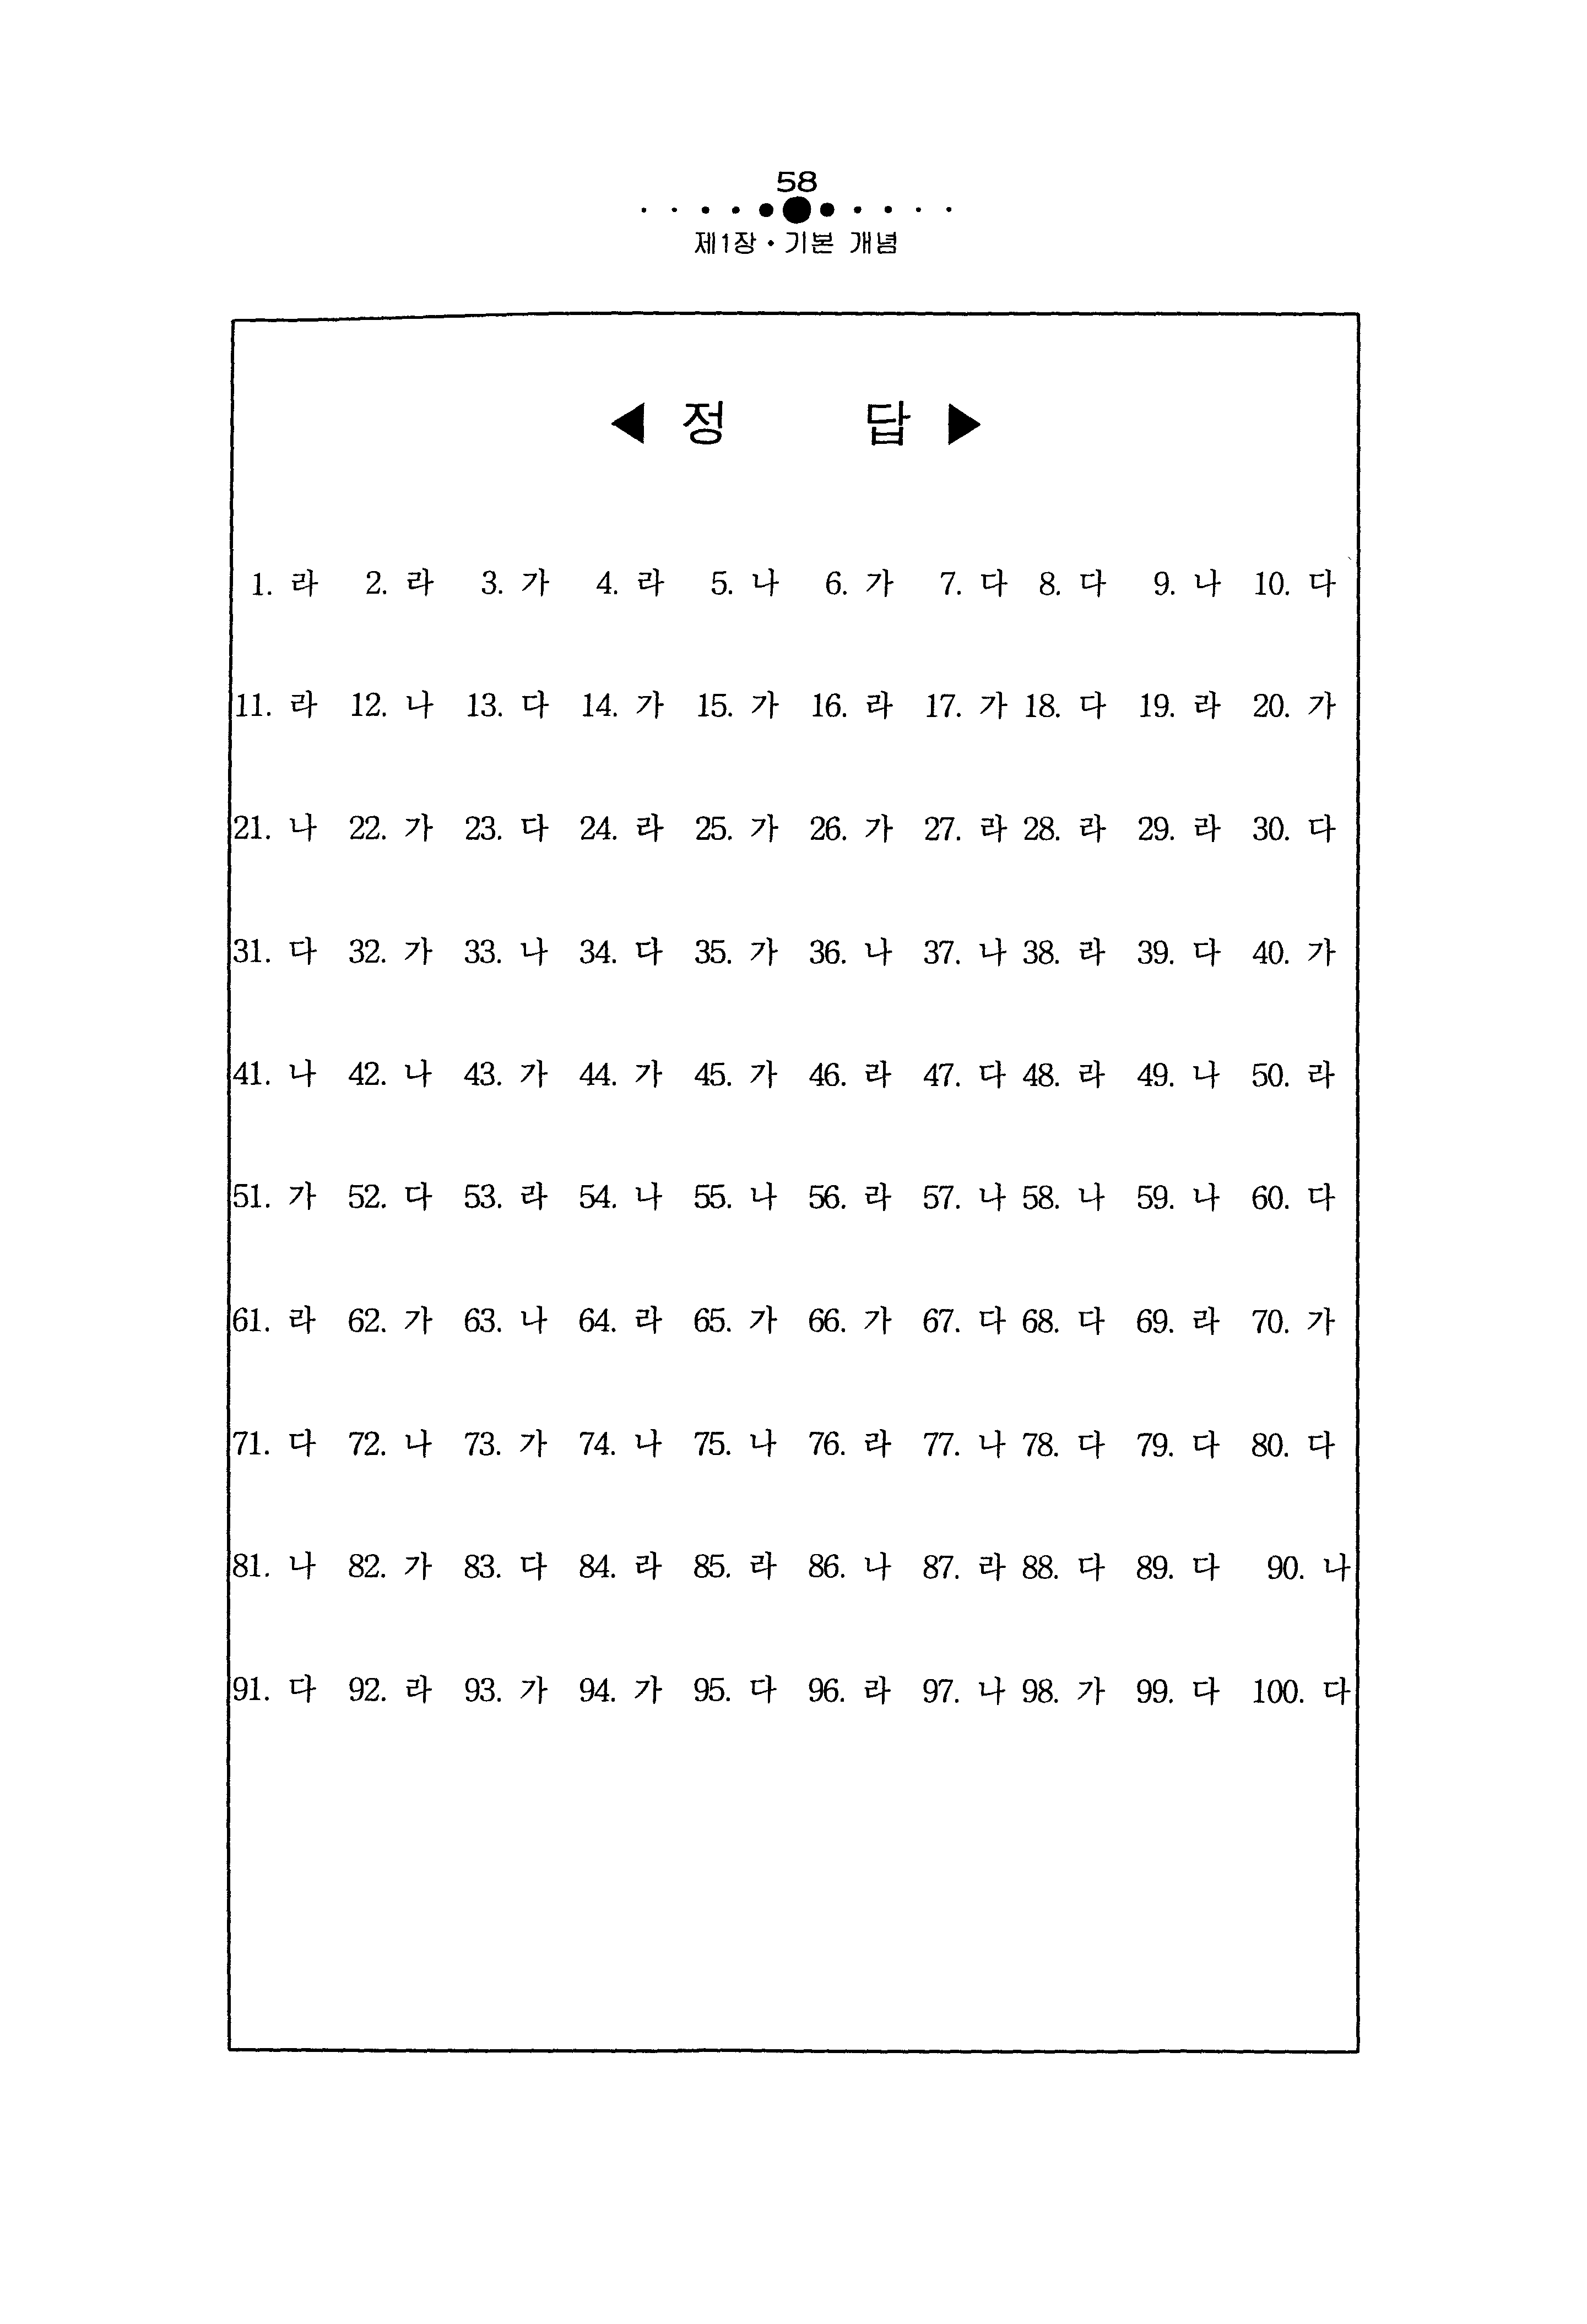 58
제1장 • 기본 개념
◀ 정 답 ▶
1. 라 2. 라 3. 가 4. 라 5. 나 6. 가 7. 다 8. 다 9. 나 10. 다
11. 라 12. 나 13. 다 14. 가 15. 가 16. 라 17. 가 18. 다 19. 라 20. 가
21. 나 22. 가 23. 다 24. 라 25. 가 26. 가 27. 라 28. 라 29. 라 30. 다
31. 다 32. 가 33. 나 34. 다 35. 가 36. 나 37. 나 38. 라 39. 다 40. 가
41. 나 42. 나 43. 가 44. 가 45. 가 46. 라 47. 다 48. 라 49. 나 50. 라
51. 가 52. 다 53. 라 54. 나 55. 나 56. 라 57. 나 58. 나 59. 나 60. 다
61. 라 62. 가 63. 나 64. 라 65. 가 66. 가 67. 다 68. 다 69. 라 70. 가
71. 다 72. 나 73. 가 74. 나 75. 나 76. 라 77. 나 78. 다 79. 다 80. 다
81. 나 82. 가 83. 다 84. 라 85. 라 86. 나 87. 라 88. 다 89. 다 90. 나
91. 다 92. 라 93. 가 94. 가 95. 다 96. 라 97. 나 98. 가 99. 다 100. 다